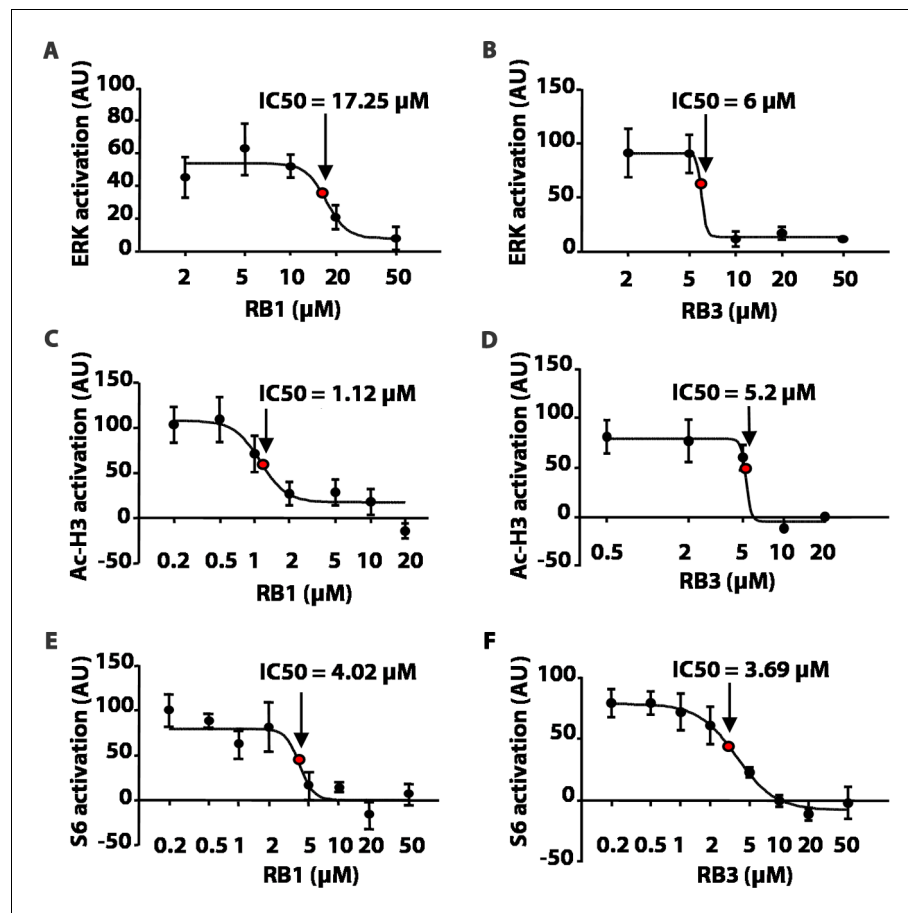 A
ERK activation (AU)
100
80
60
40
20
0
IC50 = 17.25 µM
2 5 10 20 50
RB1 (µM)
B
ERK activation (AU)
150
100
50
0
IC50 = 6 µM
2 5 10 20 50
RB3 (µM)
C
Ac-H3 activation (AU)
150
100
50
0
-50
IC50 = 1.12 µM
0.2 0.5 1 2 5 10 20
RB1 (µM)
D
Ac-H3 activation (AU)
150
100
50
0
-50
IC50 = 5.2 µM
0.5 2 5 10 20
RB3 (µM)
E
S6 activation (AU)
150
100
50
0
-50
IC50 = 4.02 µM
0.2 0.5 1 2 5 10 20 50
RB1 (µM)
F
S6 activation (AU)
100
50
0
-50
IC50 = 3.69 µM
0.2 0.5 1 2 5 10 20 50
RB3 (µM)